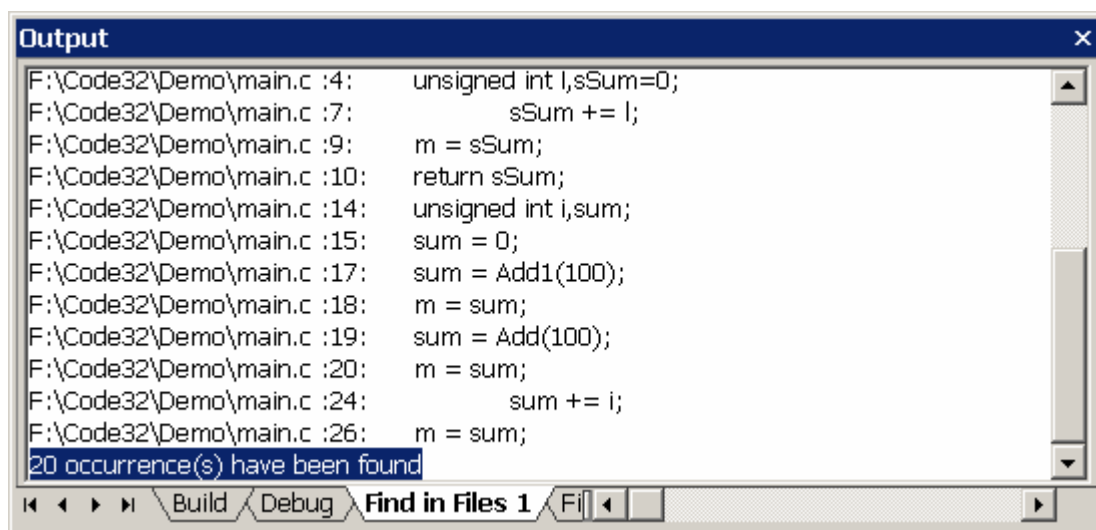 Output
F:\Code32\Demo\main.c :4: unsigned int l,sSum=0;
F:\Code32\Demo\main.c :7: sSum += l;
F:\Code32\Demo\main.c :9: m = sSum;
F:\Code32\Demo\main.c :10: return sSum;
F:\Code32\Demo\main.c :14: unsigned int i,sum;
F:\Code32\Demo\main.c :15: sum = 0;
F:\Code32\Demo\main.c :17: sum = Add1(100);
F:\Code32\Demo\main.c :18: m = sum;
F:\Code32\Demo\main.c :19: sum = Add(100);
F:\Code32\Demo\main.c :20: m = sum;
F:\Code32\Demo\main.c :24: sum += i;
F:\Code32\Demo\main.c :26: m = sum;
20 occurrence(s) have been found
Build Debug Find in Files 1 Fi